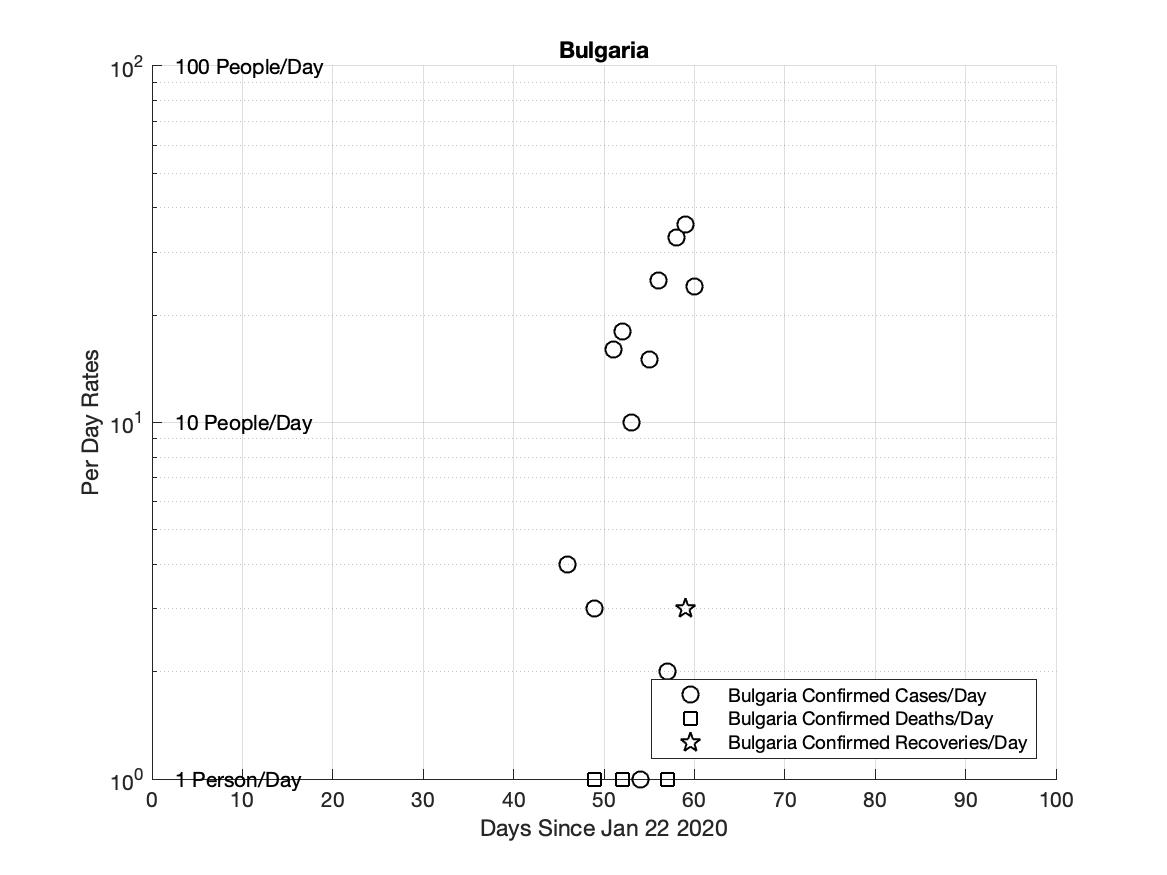 Bulgaria
10²
100 People/Day
10¹
10 People/Day
10⁰
1 Person/Day
Per Day Rates
Bulgaria Confirmed Cases/Day
Bulgaria Confirmed Deaths/Day
Bulgaria Confirmed Recoveries/Day
0 10 20 30 40 50 60 70 80 90 100
Days Since Jan 22 2020